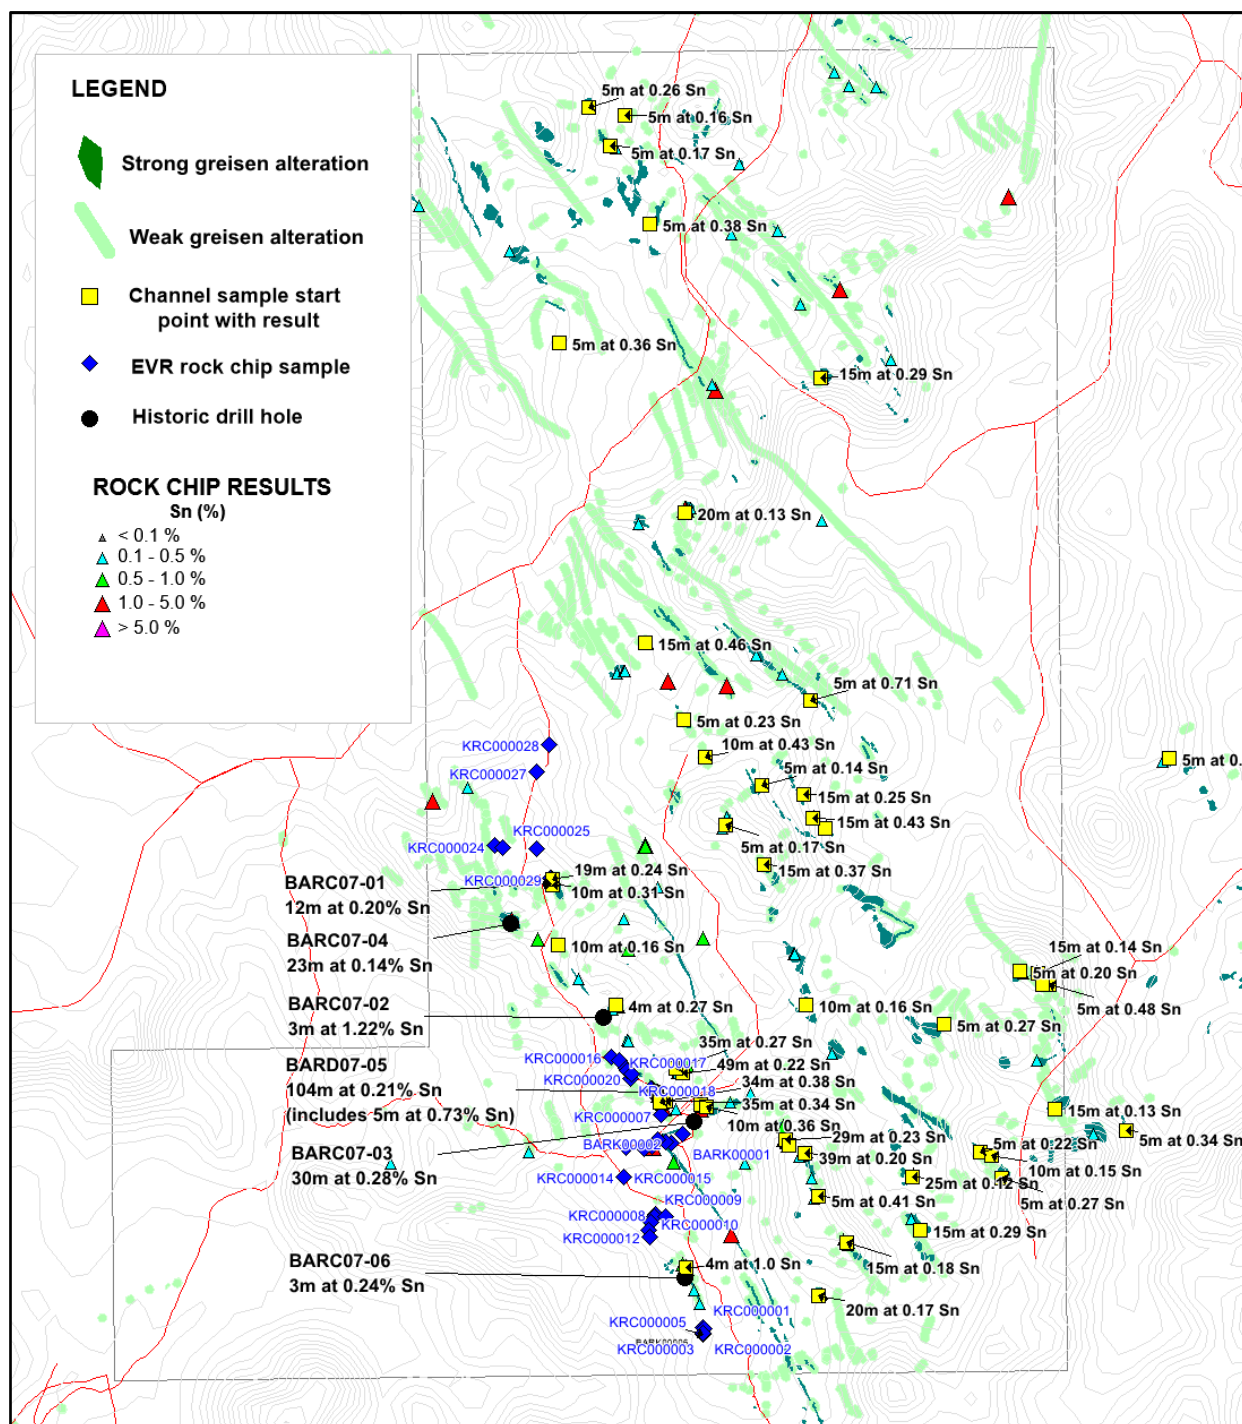 LEGEND
Strong greisen alteration
Weak greisen alteration
Channel sample start
point with result
EVR rock chip sample
Historic drill hole
ROCK CHIP RESULTS
Sn (%)
< 0.1 %
0.1 - 0.5 %
0.5 - 1.0 %
1.0 - 5.0 %
> 5.0 %
5m at 0.26 Sn
5m at 0.16 Sn
5m at 0.17 Sn
5m at 0.38 Sn
5m at 0.36 Sn
15m at 0.29 Sn
20m at 0.13 Sn
15m at 0.46 Sn
5m at 0.71 Sn
5m at 0.23 Sn
10m at 0.43 Sn
5m at 0.14 Sn
15m at 0.25 Sn
15m at 0.43 Sn
5m at 0.17 Sn
15m at 0.37 Sn
5m at 0.
KRC000028
KRC000027
KRC000025
KRC000024
KRC000029
19m at 0.24 Sn
10m at 0.31 Sn
BARC07-01
12m at 0.20% Sn
BARC07-04
23m at 0.14% Sn
10m at 0.16 Sn
BARC07-02
3m at 1.22% Sn
4m at 0.27 Sn
10m at 0.16 Sn
15m at 0.14 Sn
5m at 0.20 Sn
5m at 0.48 Sn
5m at 0.27 Sn
BARD07-05
104m at 0.21% Sn
(includes 5m at 0.73% Sn)
35m at 0.27 Sn
KRC000016
KRC000017
49m at 0.22 Sn
KRC000020
34m at 0.38 Sn
KRC000018
35m at 0.34 Sn
KRC000007
10m at 0.36 Sn
15m at 0.13 Sn
BARC07-03
30m at 0.28% Sn
BARK00002
BARK00001
29m at 0.23 Sn
39m at 0.20 Sn
5m at 0.22 Sn
5m at 0.34 Sn
10m at 0.15 Sn
25m at 0.12 Sn
5m at 0.27 Sn
KRC000014
KRC000015
5m at 0.41 Sn
KRC000009
KRC000008
KRC000010
KRC000012
15m at 0.29 Sn
15m at 0.18 Sn
BARC07-06
3m at 0.24% Sn
4m at 1.0 Sn
20m at 0.17 Sn
KRC000001
KRC000005
KRC000003
KRC000002